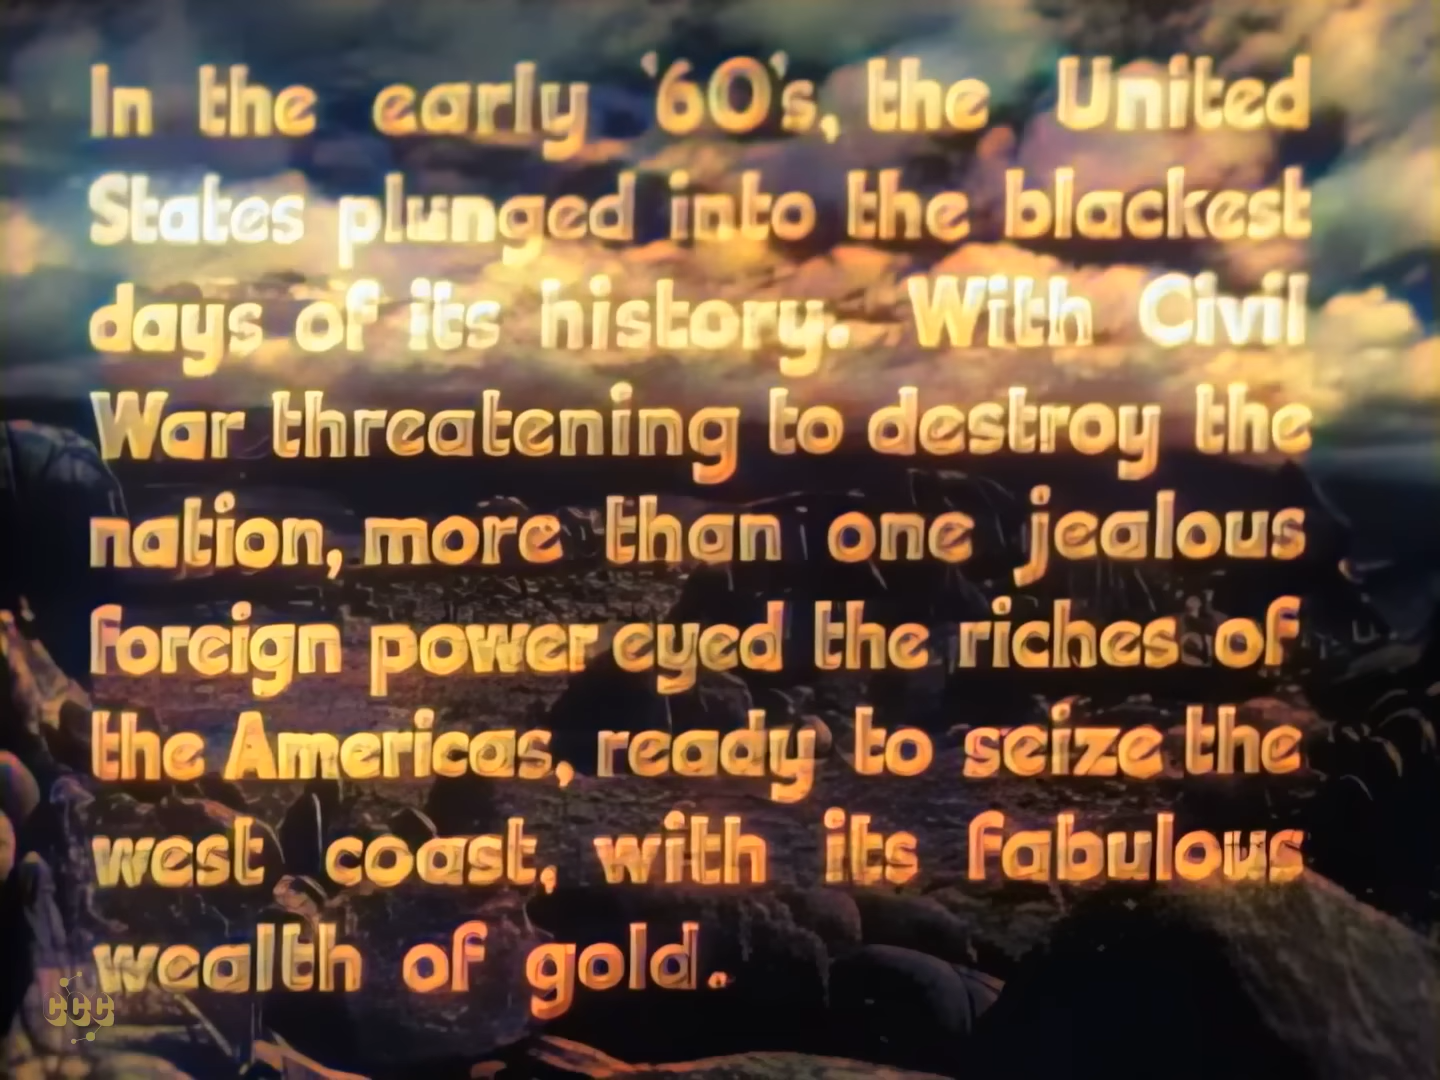 In the early '60's, the United
States plunged into the blackest
days of its history. With Civil
War threatening to destroy the
nation, more than one jealous
foreign power eyed the riches of
the Americas, ready to seize the
west coast, with its fabulous
wealth of gold.
CCC